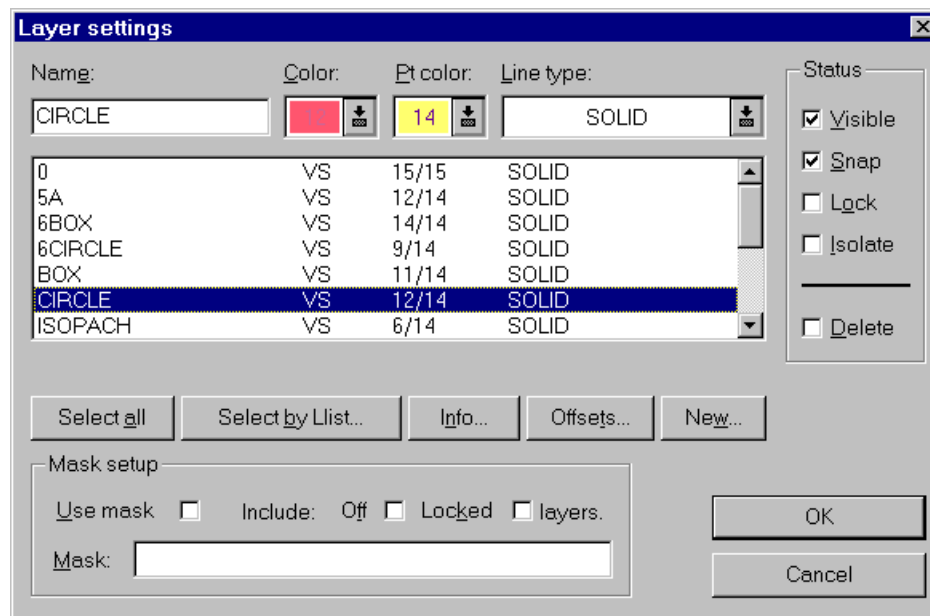 Layer settings
Name: Color: Pt color: Line type: Status
CIRCLE 14 SOLID Visible
0 VS 15/15 SOLID
5A VS 12/14 SOLID Snap
6BOX VS 14/14 SOLID Lock
6CIRCLE VS 9/14 SOLID Isolate
BOX VS 11/14 SOLID
CIRCLE VS 12/14 SOLID
ISOPACH VS 6/14 SOLID Delete
Select all Select by Llist... Info... Offsets... New...
Mask setup
Use mask Include: Off Locked layers. OK
Mask:
Cancel